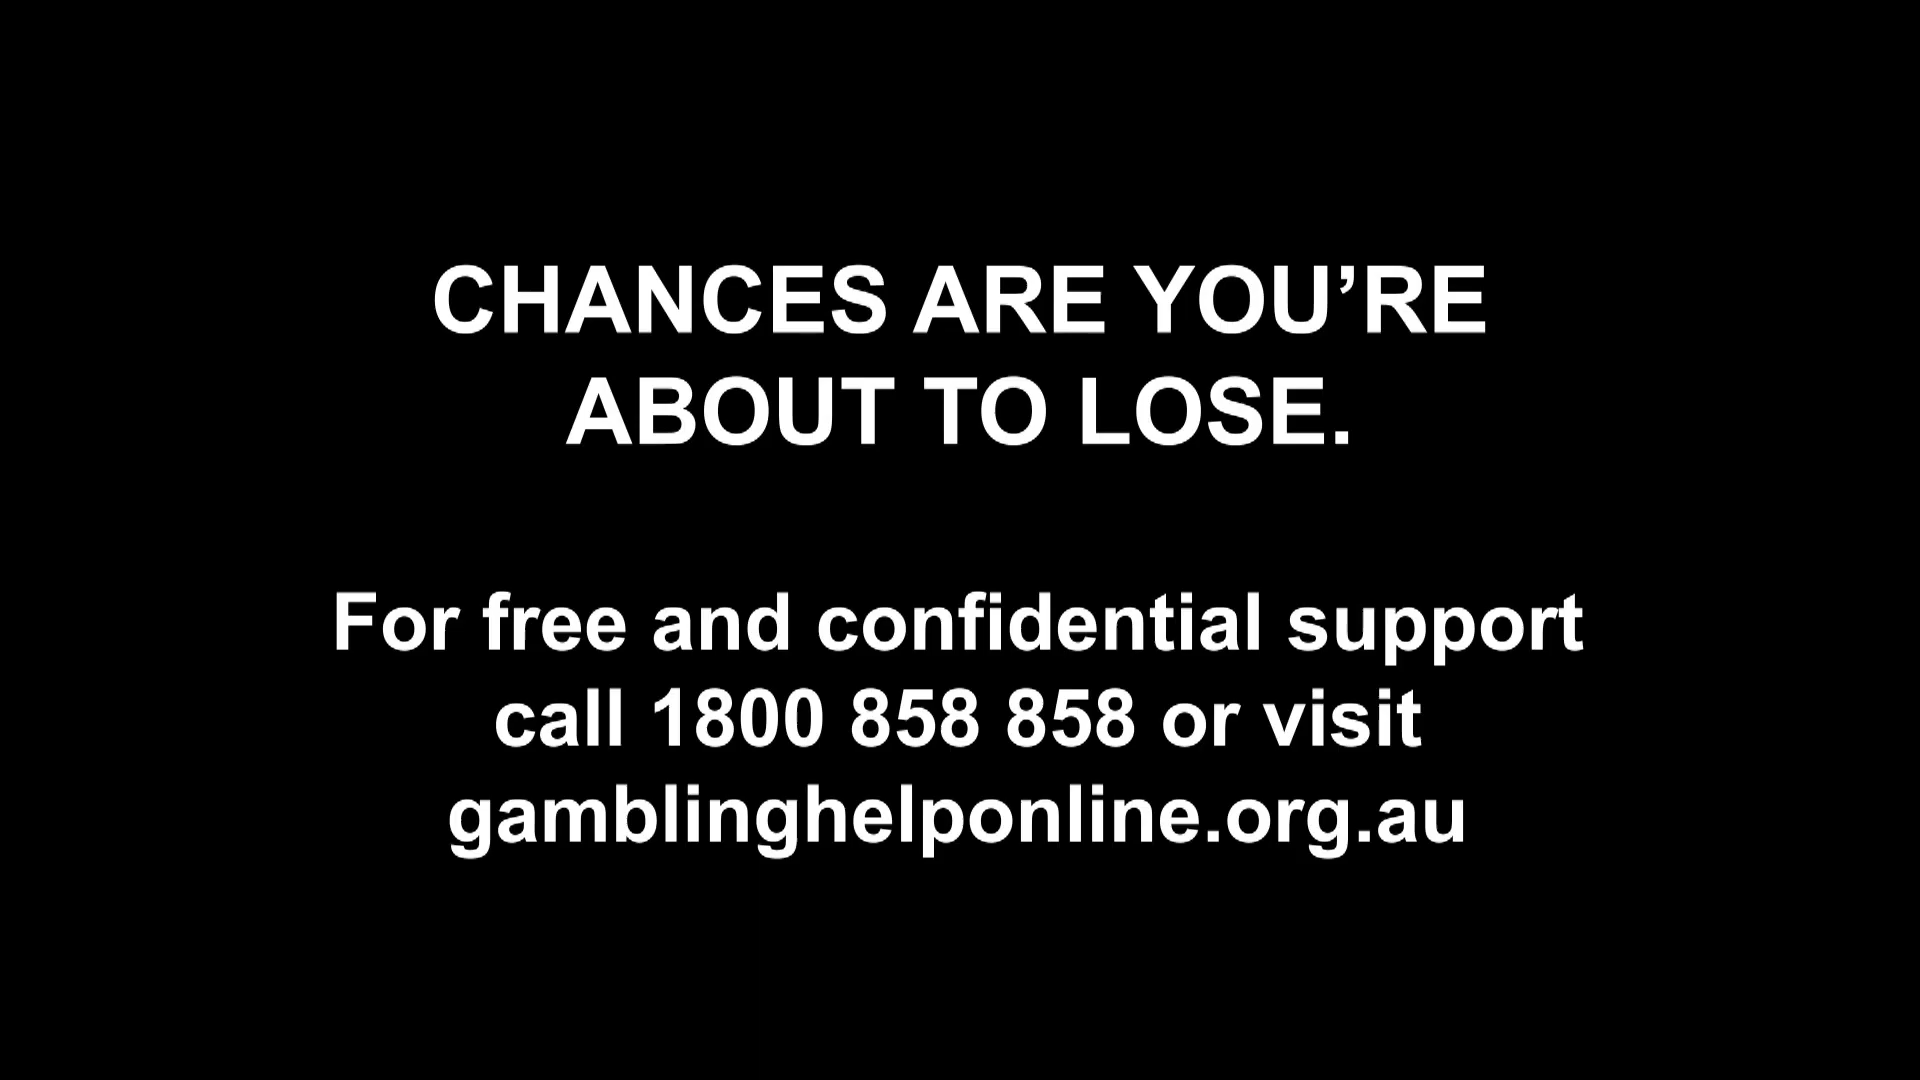 CHANCES ARE YOU’RE
ABOUT TO LOSE.
For free and confidential support
call 1800 858 858 or visit
gamblinghelponline.org.au